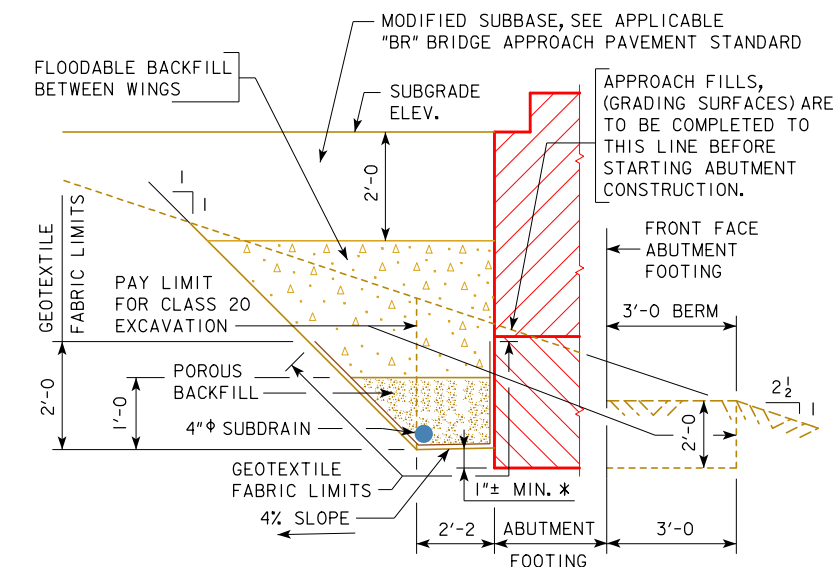 MODIFIED SUBBASE, SEE APPLICABLE
"BR" BRIDGE APPROACH PAVEMENT STANDARD
FLOODABLE BACKFILL
BETWEEN WINGS
SUBGRADE
ELEV.
APPROACH FILLS,
(GRADING SURFACES) ARE
TO BE COMPLETED TO
THIS LINE BEFORE
STARTING ABUTMENT
CONSTRUCTION.
1
1
2'-0
GEOTEXTILE
FABRIC LIMITS
FRONT FACE
ABUTMENT
FOOTING
PAY LIMIT
FOR CLASS 20
EXCAVATION
3'-0 BERM
2'-0
1'-0
POROUS
BACKFILL
2 1/2
1
4"ϕ SUBDRAIN
2'-0
GEOTEXTILE
FABRIC LIMITS
1"± MIN. *
4% SLOPE
2'-2
ABUTMENT
FOOTING
3'-0